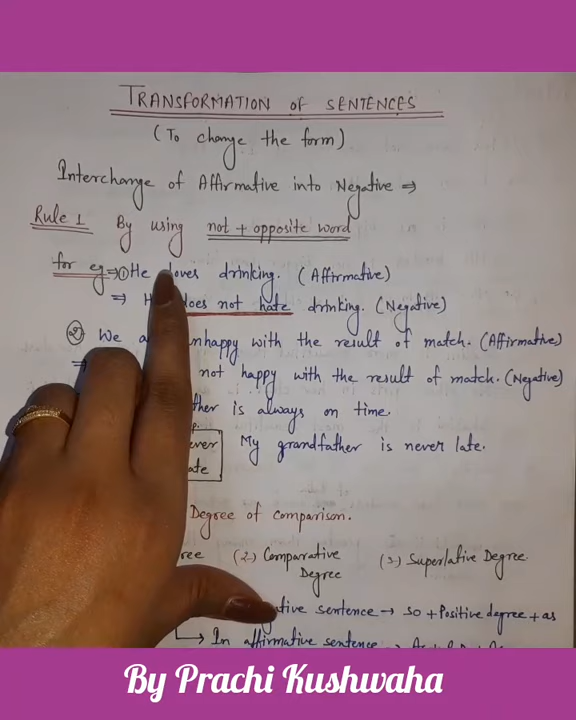 TRANSFORMATION OF SENTENCES
(To change the form)
Interchange of Affirmative into Negative ⇒
Rule 1 By using not + opposite word
for eg ⇒ ① He loves drinking. (Affirmative)
⇒ does not hate drinking. (Negative)
② We unhappy with the result of match. (Affirmative)
⇒ not happy with the result of match. (Negative)
is always on time.
My grandfather is never late.
Degree of comparison.
(2) Comparative Degree (3) Superlative Degree.
sentence → so + Positive degree + as
↳ In affirmative sentence →
By Prachi Kushwaha